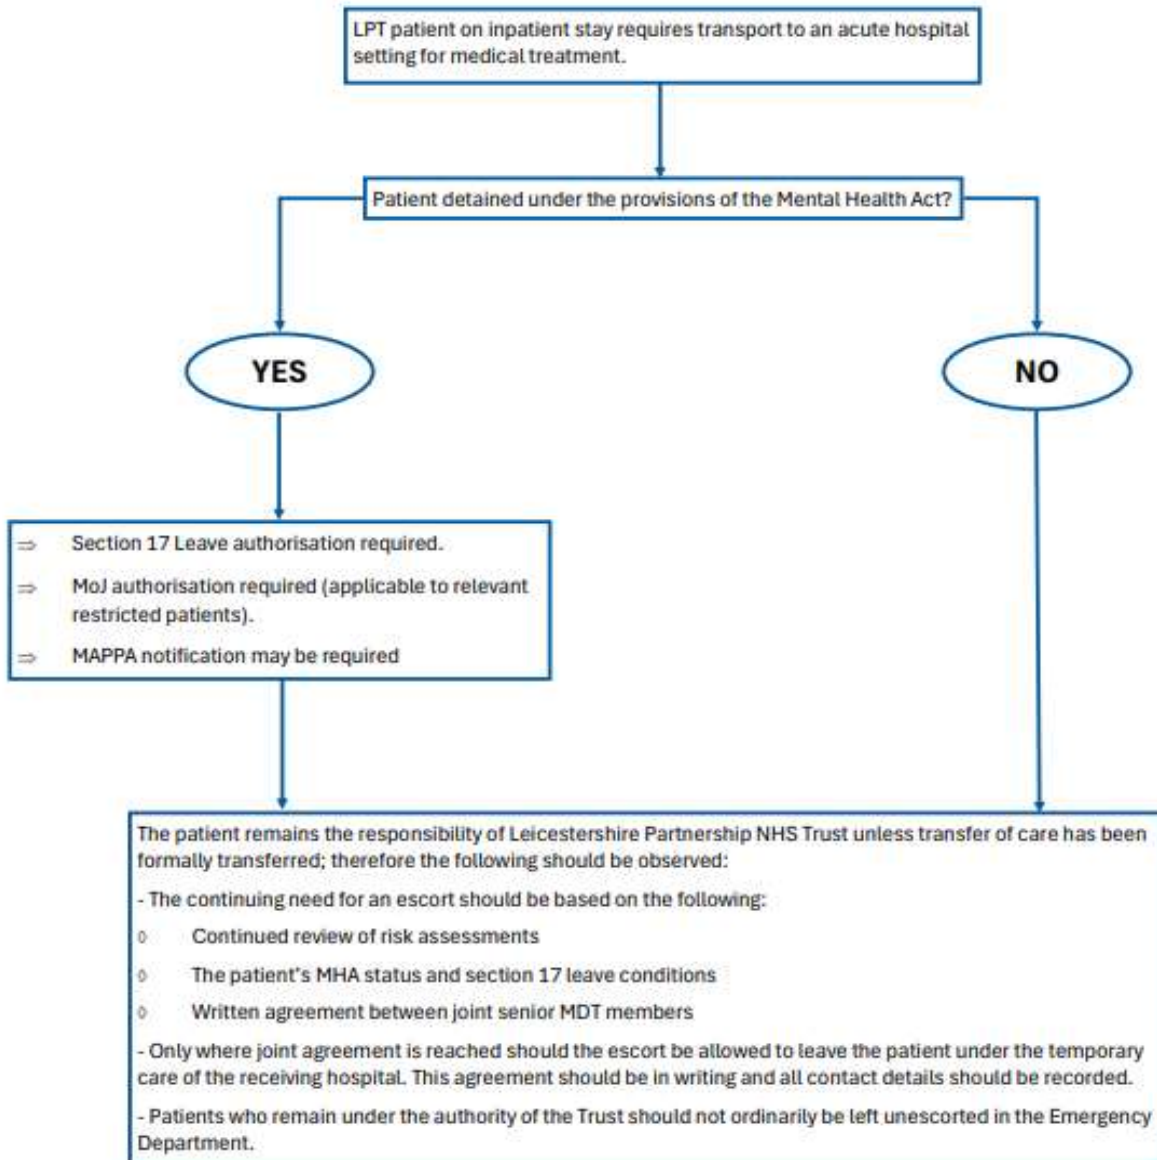 LPT patient on inpatient stay requires transport to an acute hospital
setting for medical treatment.
Patient detained under the provisions of the Mental Health Act?
YES
NO
⇒ Section 17 Leave authorisation required.
⇒ MoJ authorisation required (applicable to relevant
restricted patients).
⇒ MAPPA notification may be required
The patient remains the responsibility of Leicestershire Partnership NHS Trust unless transfer of care has been
formally transferred; therefore the following should be observed:
- The continuing need for an escort should be based on the following:
◊ Continued review of risk assessments
◊ The patient's MHA status and section 17 leave conditions
◊ Written agreement between joint senior MDT members
- Only where joint agreement is reached should the escort be allowed to leave the patient under the temporary
care of the receiving hospital. This agreement should be in writing and all contact details should be recorded.
- Patients who remain under the authority of the Trust should not ordinarily be left unescorted in the Emergency
Department.